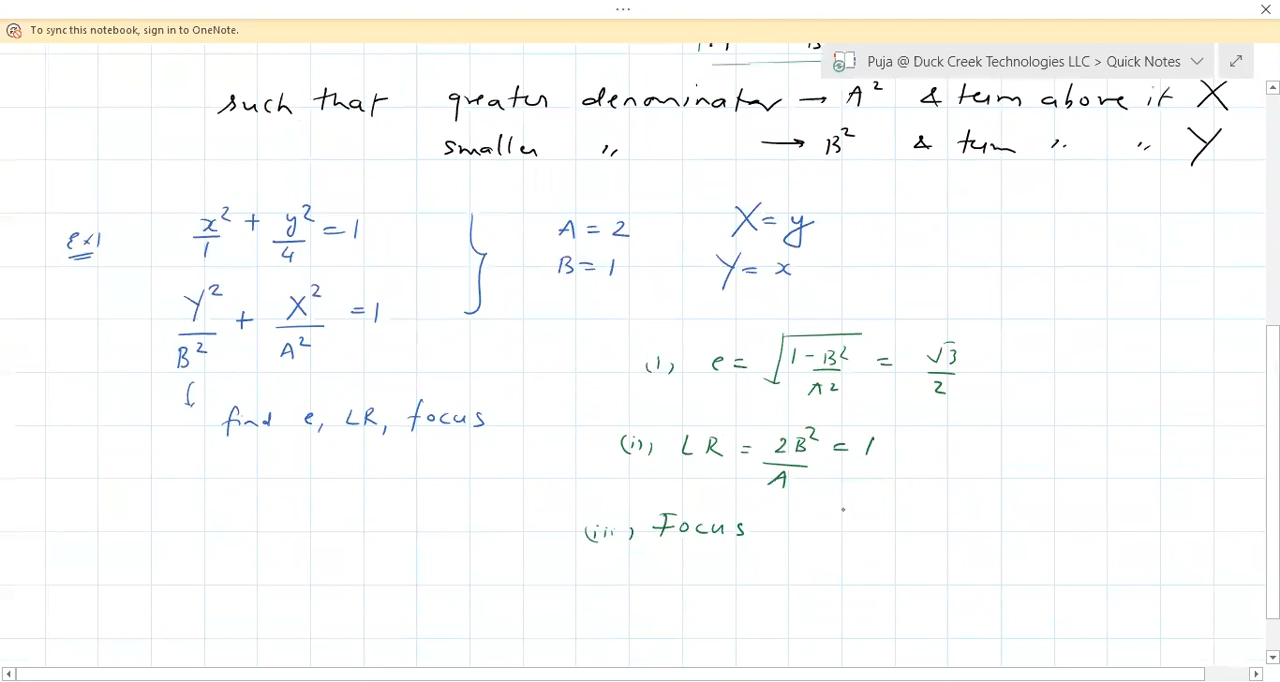 ...
To sync this notebook, sign in to OneNote.
Puja @ Duck Creek Technologies LLC > Quick Notes
such that greater denominator → A² & term above it X
smaller " → B² & term " " Y
Ex1
x²/1 + y²/4 = 1
Y²/B² + X²/A² = 1
find e, LR, focus
A = 2 X = y
B = 1 Y = x
(i) e = √(1 - B²/A²) = √3/2
(ii) LR = 2B²/A = 1
(iii) Focus